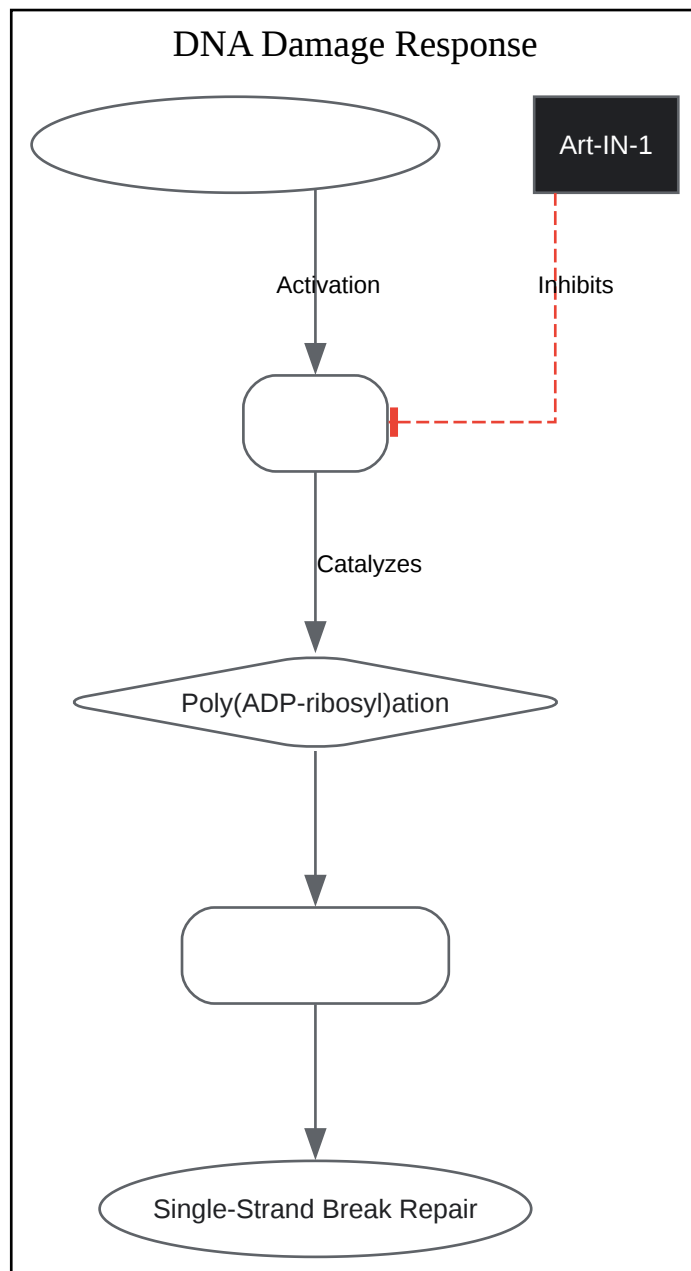 DNA Damage Response
Art-IN-1
Activation
Inhibits
Catalyzes
Poly(ADP-ribosyl)ation
Single-Strand Break Repair